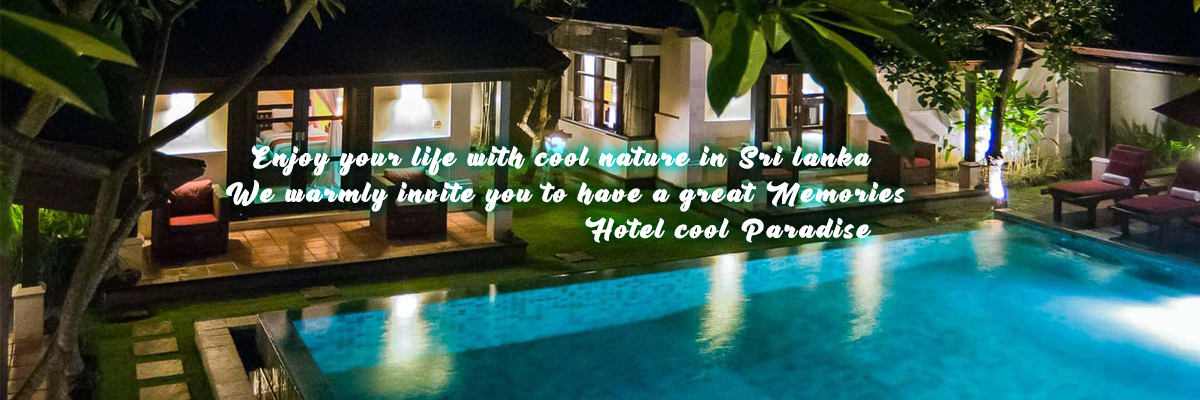 Enjoy your life with cool nature in Sri lanka
We warmly invite you to have a great Memories
Hotel cool Paradise